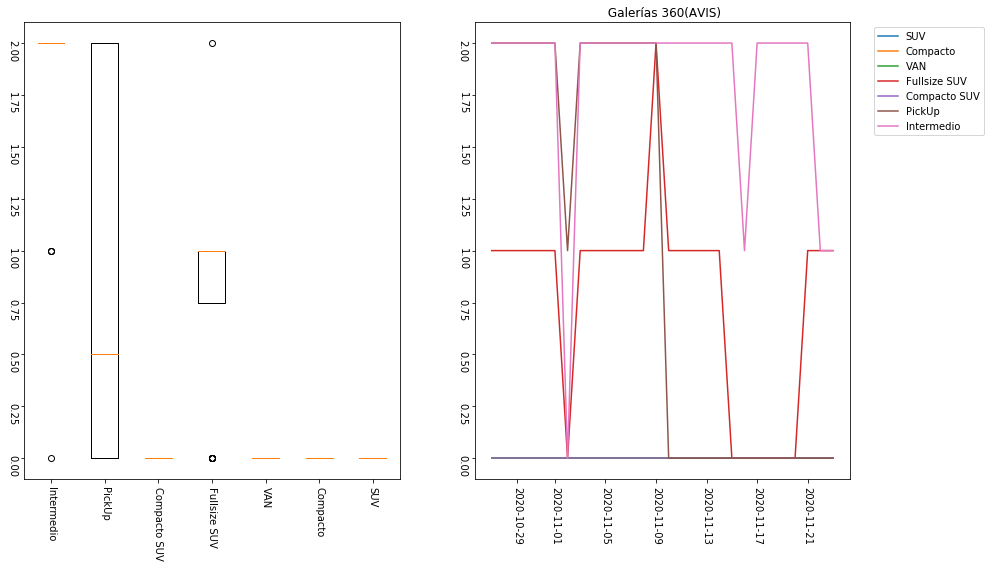 Galerías 360(AVIS)
2.00
1.75
1.50
1.25
1.00
0.75
0.50
0.25
0.00
Intermedio
PickUp
Compacto SUV
Fullsize SUV
VAN
Compacto
SUV
2.00
1.75
1.50
1.25
1.00
0.75
0.50
0.25
0.00
2020-10-29
2020-11-01
2020-11-05
2020-11-09
2020-11-13
2020-11-17
2020-11-21
SUV
Compacto
VAN
Fullsize SUV
Compacto SUV
PickUp
Intermedio